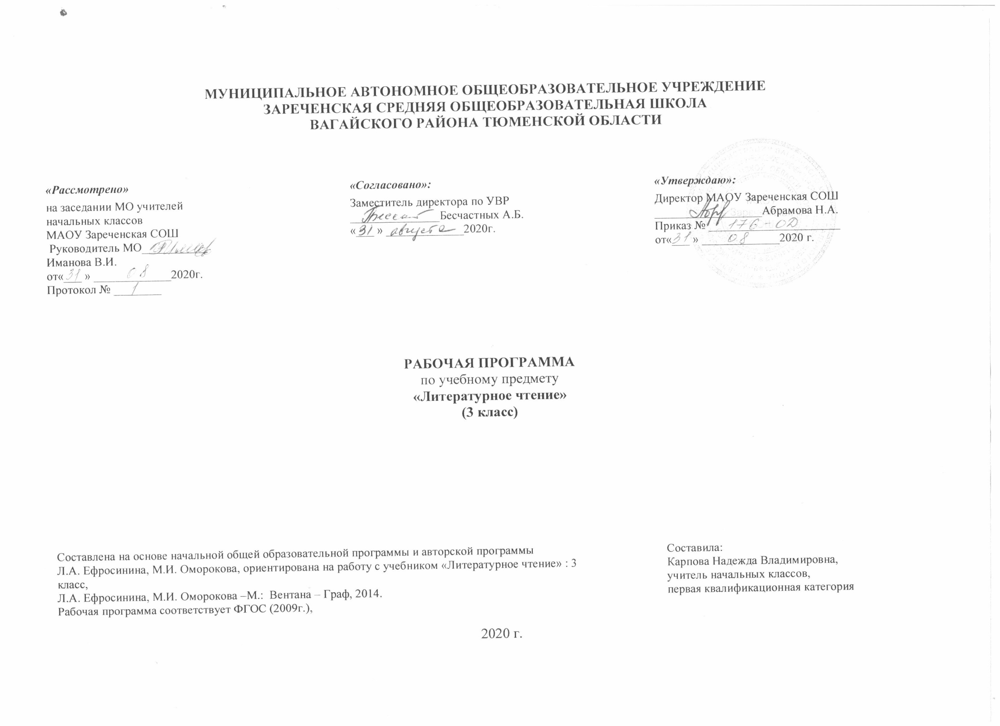 МУНИЦИПАЛЬНОЕ АВТОНОМНОЕ ОБЩЕОБРАЗОВАТЕЛЬНОЕ УЧРЕЖДЕНИЕ
ЗАРЕЧЕНСКАЯ СРЕДНЯЯ ОБЩЕОБРАЗОВАТЕЛЬНАЯ ШКОЛА
ВАГАЙСКОГО РАЙОНА ТЮМЕНСКОЙ ОБЛАСТИ
«Рассмотрено»
на заседании МО учителей
начальных классов
МАОУ Зареченская СОШ
Руководитель МО
Иманова В.И.
от«31» 08 2020г.
Протокол № 1
«Согласовано»:
Заместитель директора по УВР
Бесчастных А.Б.
«31» августа 2020г.
«Утверждаю»:
Директор МАОУ Зареченская СОШ
Абрамова Н.А.
Приказ № 176-ОД
от«31» 08 2020 г.
РАБОЧАЯ ПРОГРАММА
по учебному предмету
«Литературное чтение»
(3 класс)
Составлена на основе начальной общей образовательной программы и авторской программы
Л.А. Ефросинина, М.И. Оморокова, ориентирована на работу с учебником «Литературное чтение» : 3
класс,
Л.А. Ефросинина, М.И. Оморокова –М.: Вентана – Граф, 2014.
Рабочая программа соответствует ФГОС (2009г.),
Составила:
Карпова Надежда Владимировна,
учитель начальных классов,
первая квалификационная категория
2020 г.